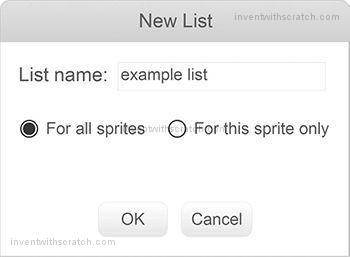 New List
inventwithscratch.com
List name: example list
For all sprites For this sprite only
inventwithscratch.com
OK Cancel
inventwithscratch.com